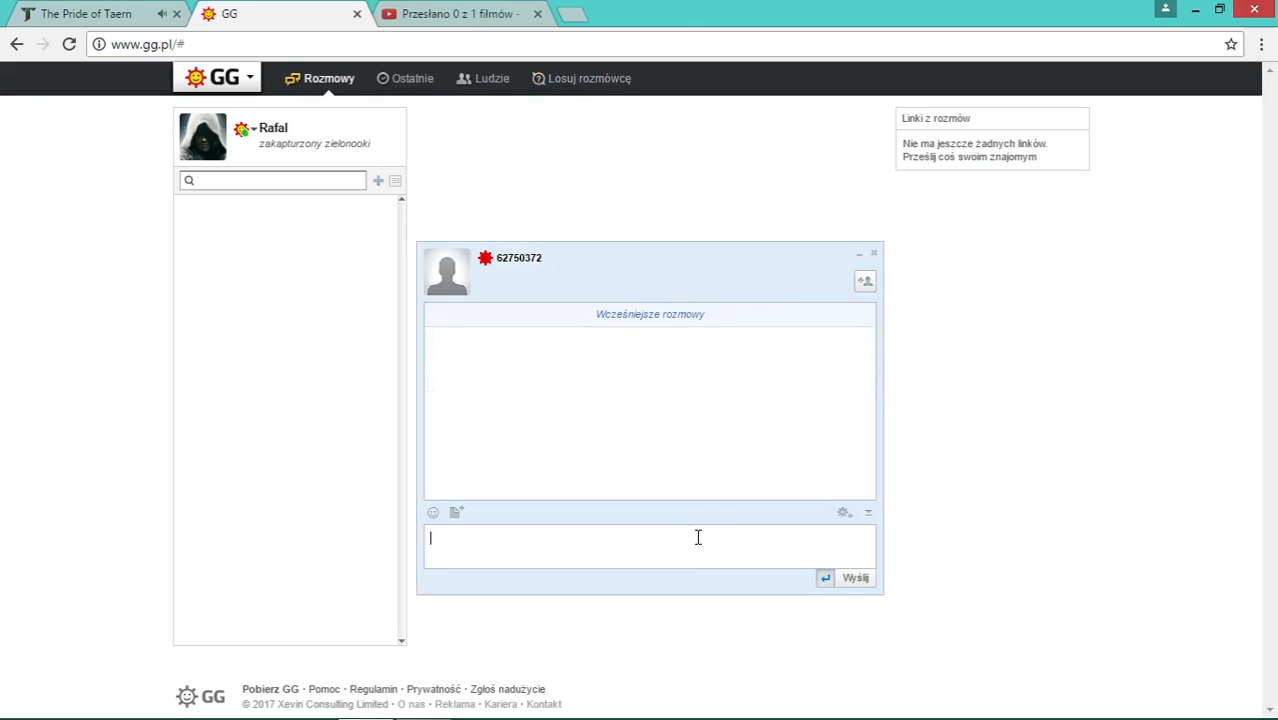 The Pride of Taern
GG
Przesłano 0 z 1 filmów -
www.gg.pl/#
GG
Rozmowy
Ostatnie
Ludzie
Losuj rozmówcę
Rafal
zakapturzony zielonooki
Linki z rozmów
Nie ma jeszcze żadnych linków.
Prześlij coś swoim znajomym
62750372
Wcześniejsze rozmowy
Wyślij
GG
Pobierz GG · Pomoc · Regulamin · Prywatność · Zgłoś nadużycie
© 2017 Xevin Consulting Limited · O nas · Reklama · Kariera · Kontakt